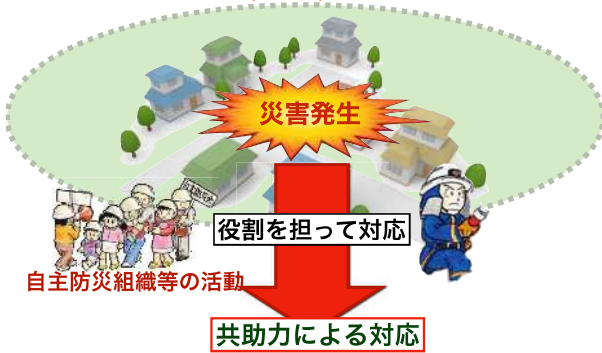 災害発生
役割を担って対応
自主防災組織等の活動
共助力による対応